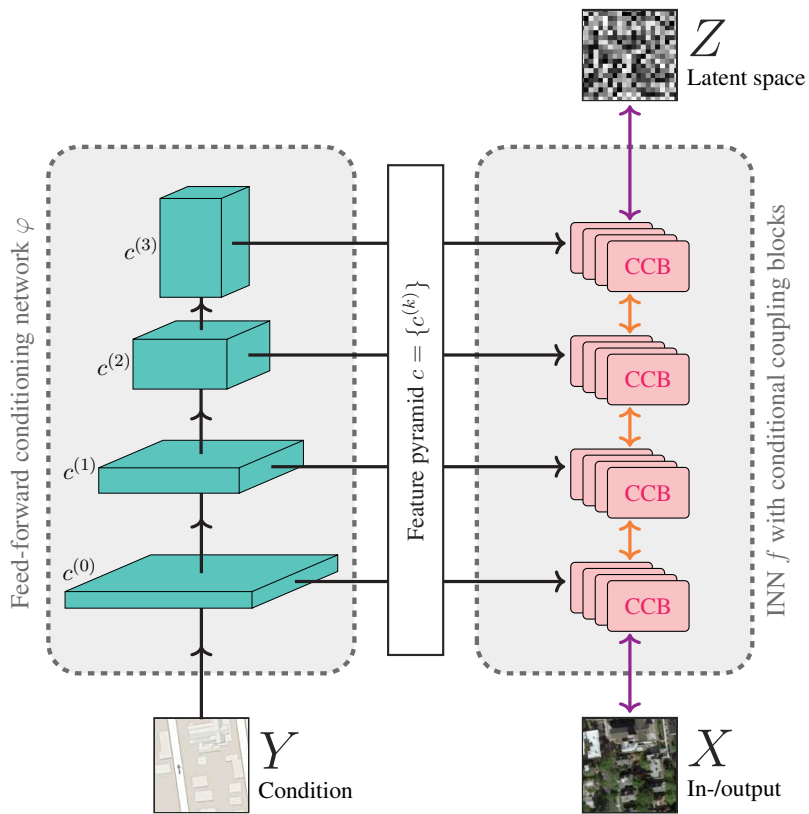 Z
Latent space
Feed-forward conditioning network φ
c⁽³⁾
c⁽²⁾
c⁽¹⁾
c⁽⁰⁾
Feature pyramid c = {c⁽ᵏ⁾}
CCB
CCB
CCB
CCB
INN f with conditional coupling blocks
Y
Condition
X
In-/output